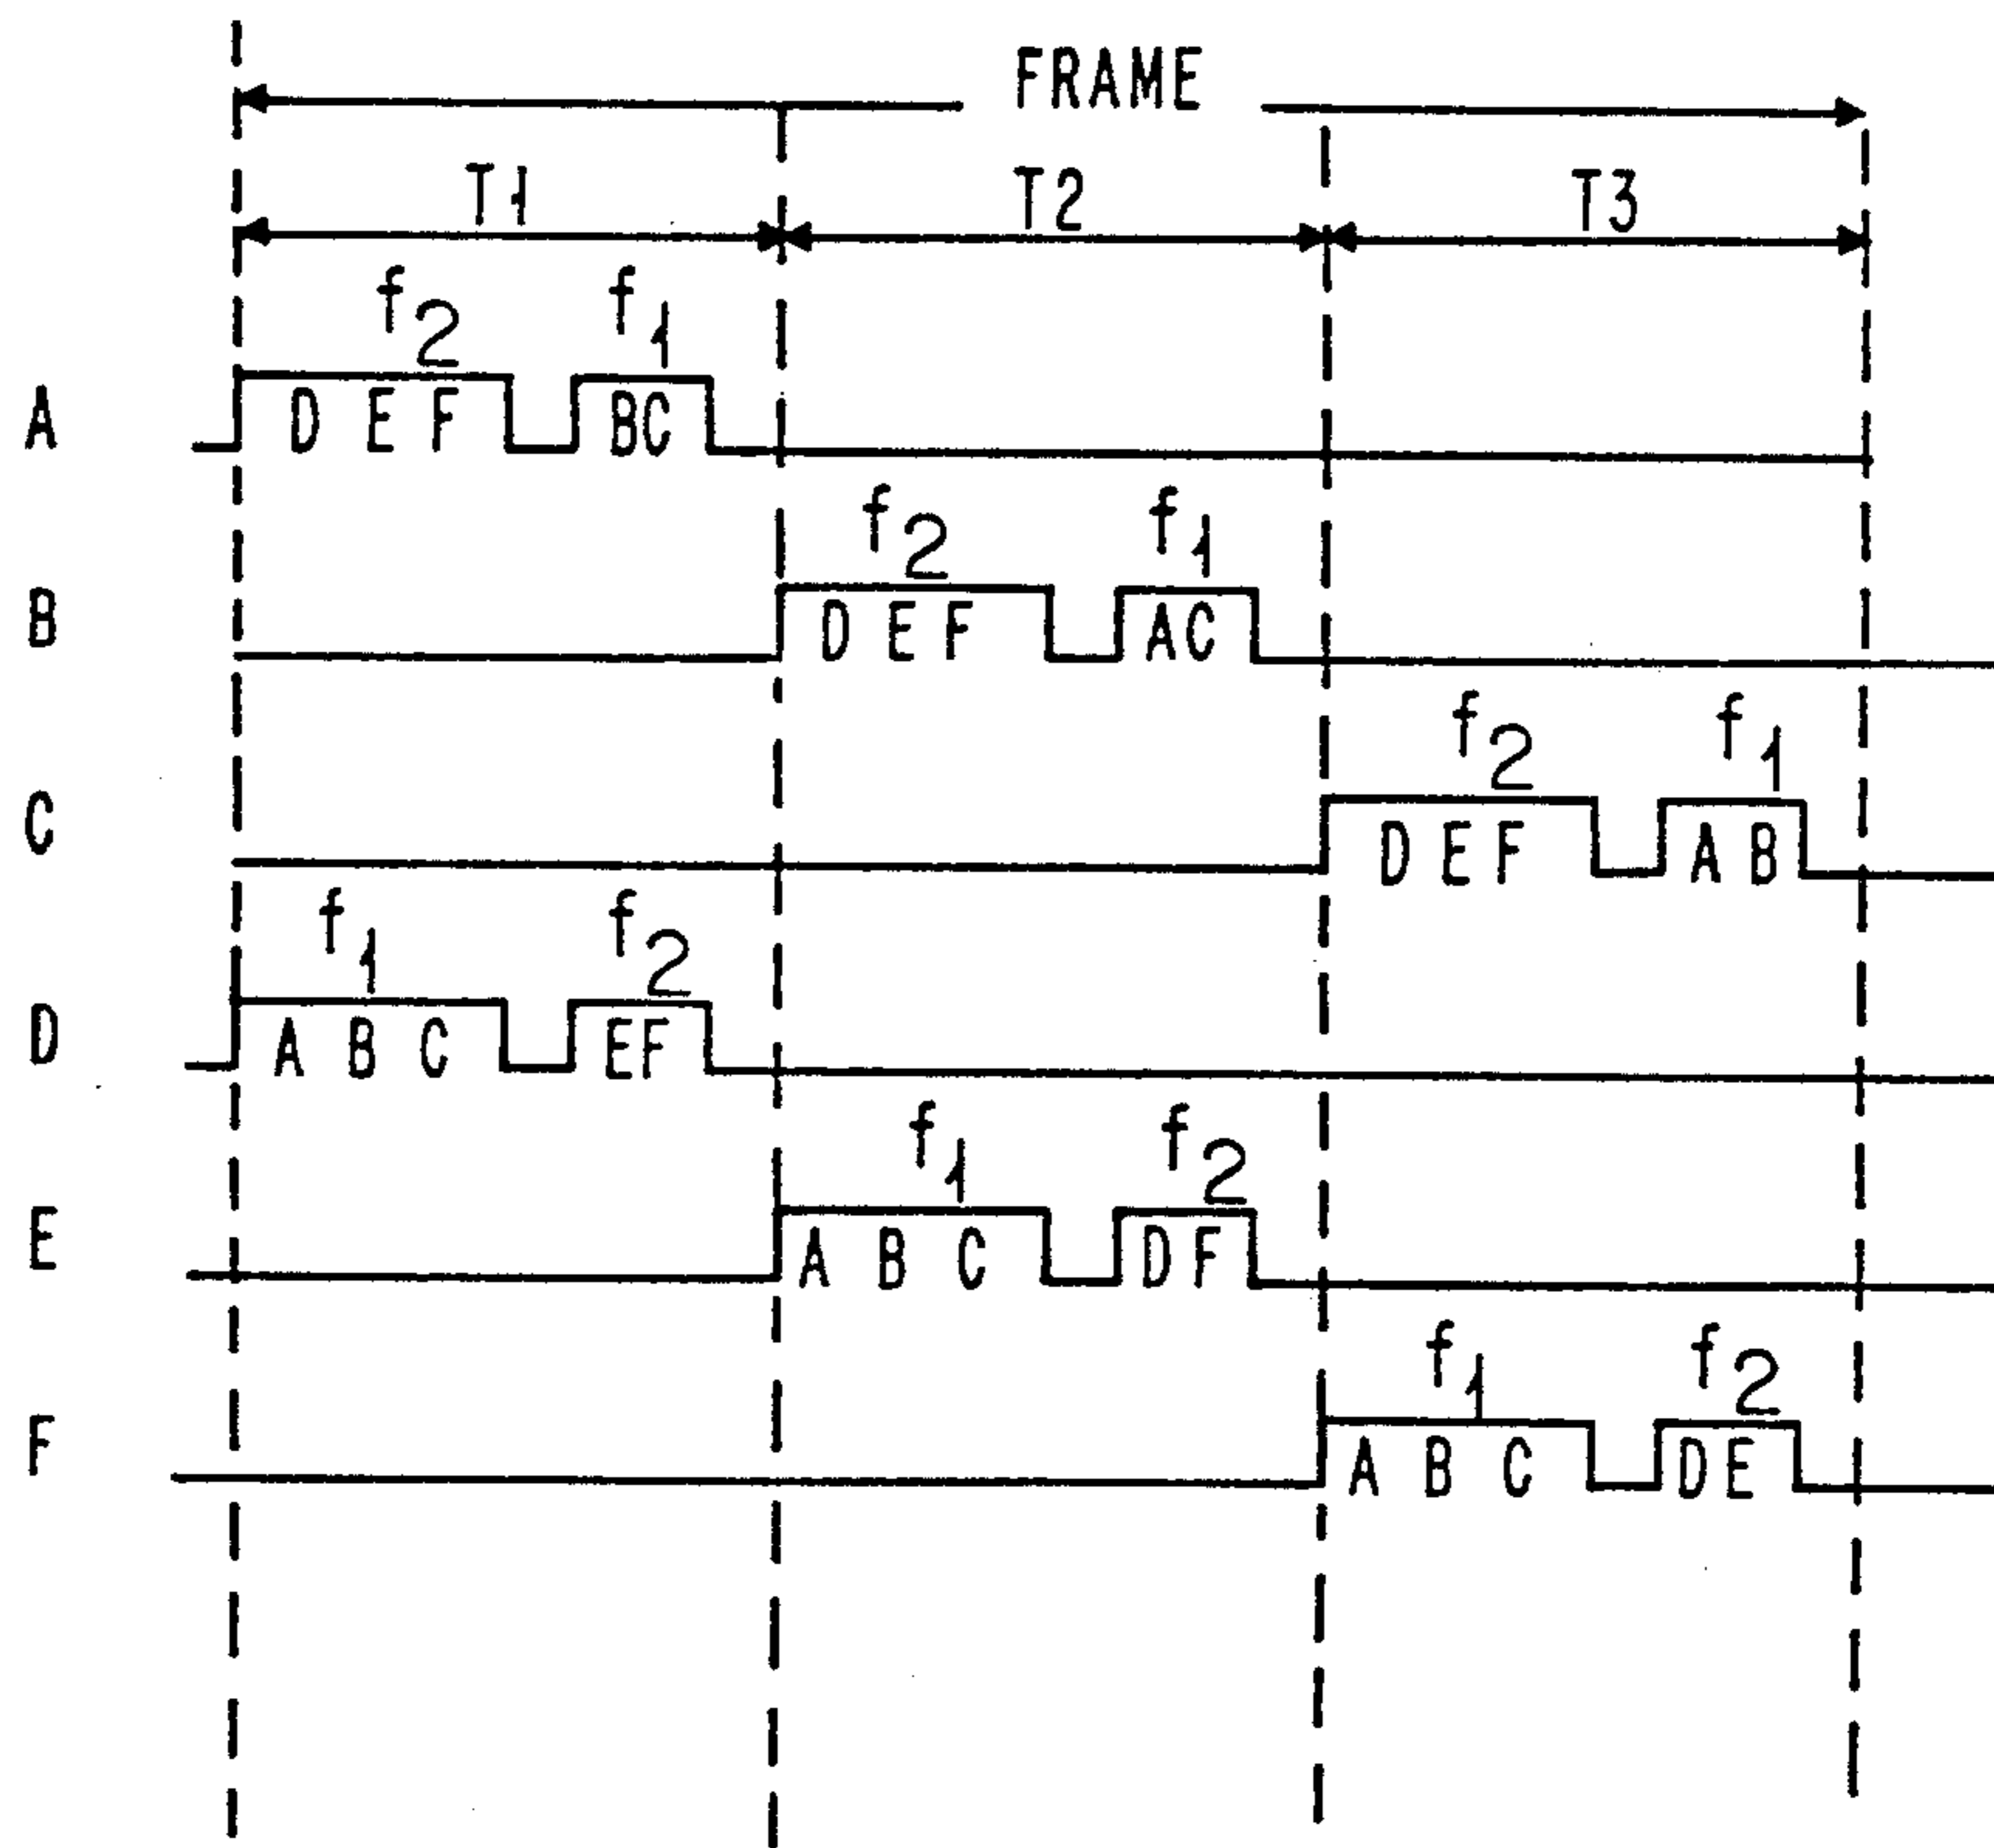 FRAME
T1 T2 T3
f2 f1
A D E F BC
f2 f1
B D E F AC
f2 f1
C D E F A B
f1 f2
D A B C EF
f1 f2
E A B C D F
f1 f2
F A B C DE